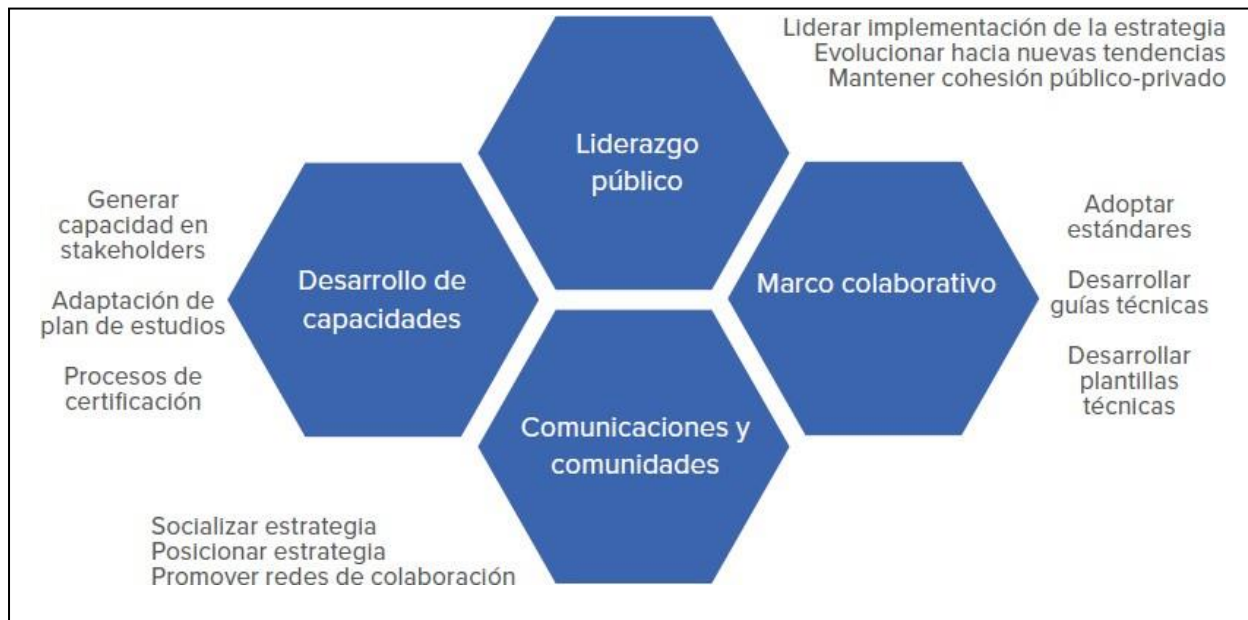 Liderar implementación de la estrategia
Evolucionar hacia nuevas tendencias
Mantener cohesión público-privado
Liderazgo
público
Generar
capacidad en
stakeholders
Adaptación de
plan de estudios
Procesos de
certificación
Desarrollo de
capacidades
Marco colaborativo
Adoptar
estándares
Desarrollar
guías técnicas
Desarrollar
plantillas
técnicas
Comunicaciones y
comunidades
Socializar estrategia
Posicionar estrategia
Promover redes de colaboración